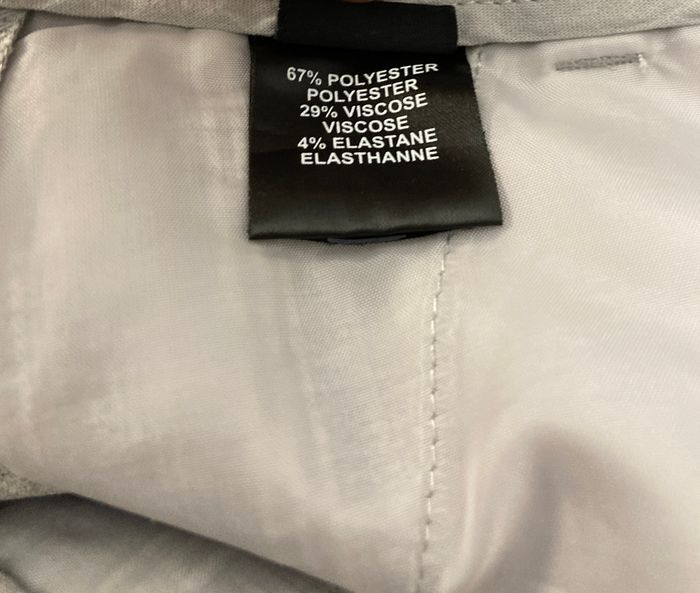 67% POLYESTER
POLYESTER
29% VISCOSE
VISCOSE
4% ELASTANE
ELASTHANNE